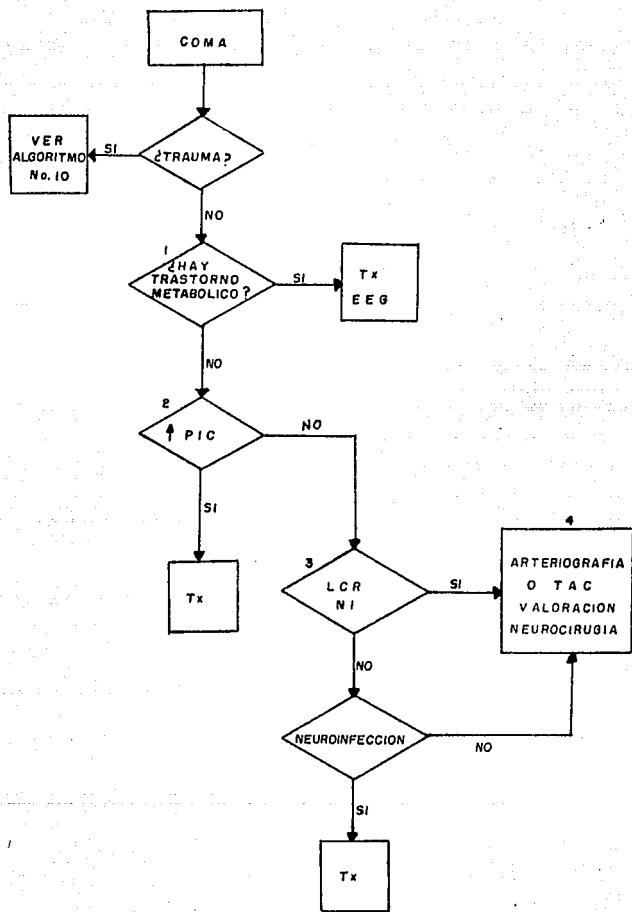 COMA
¿TRAUMA?
SI
VER
ALGORITMO
No. 10
NO
1
¿HAY
TRASTORNO
METABOLICO?
SI
Tx
EEG
NO
2
↑ PIC
NO
SI
Tx
3
LCR
Nl
SI
4
ARTERIOGRAFIA
O TAC
VALORACION
NEUROCIRUGIA
NO
NEUROINFECCION
NO
SI
Tx